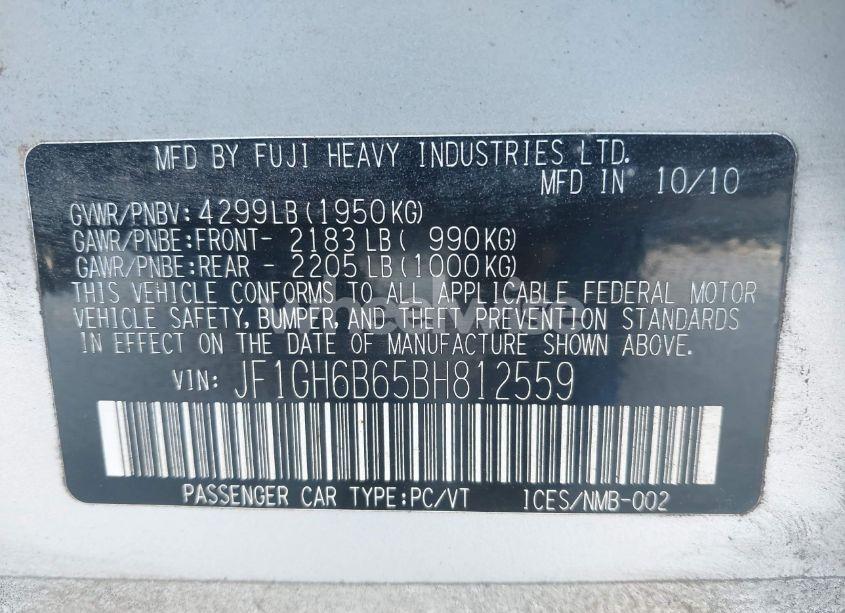 MFD BY FUJI HEAVY INDUSTRIES LTD.
MFD IN 10/10
GVWR/PNBV: 4299LB (1950KG)
GAWR/PNBE:FRONT- 2183 LB ( 990KG)
GAWR/PNBE:REAR - 2205 LB (1000KG)
THIS VEHICLE CONFORMS TO ALL APPLICABLE FEDERAL MOTOR
VEHICLE SAFETY, BUMPER, AND THEFT PREVENTION STANDARDS
IN EFFECT ON THE DATE OF MANUFACTURE SHOWN ABOVE.
VIN: JF1GH6B65BH812559
PASSENGER CAR TYPE:PC/VT ICES/NMB-002